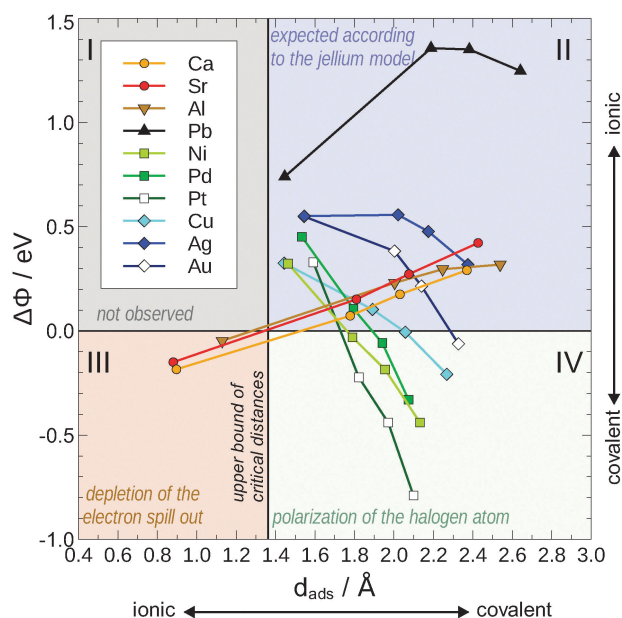 1.5
1.0
0.5
0.0
-0.5
-1.0
ΔΦ / eV
I
II
expected according
to the jellium model
Ca
Sr
Al
Pb
Ni
Pd
Pt
Cu
Ag
Au
not observed
III
IV
upper bound of
critical distances
depletion of the
electron spill out
polarization of the halogen atom
0.4 0.6 0.8 1.0 1.2 1.4 1.6 1.8 2.0 2.2 2.4 2.6 2.8 3.0
d_ads / Å
ionic
covalent
ionic
covalent